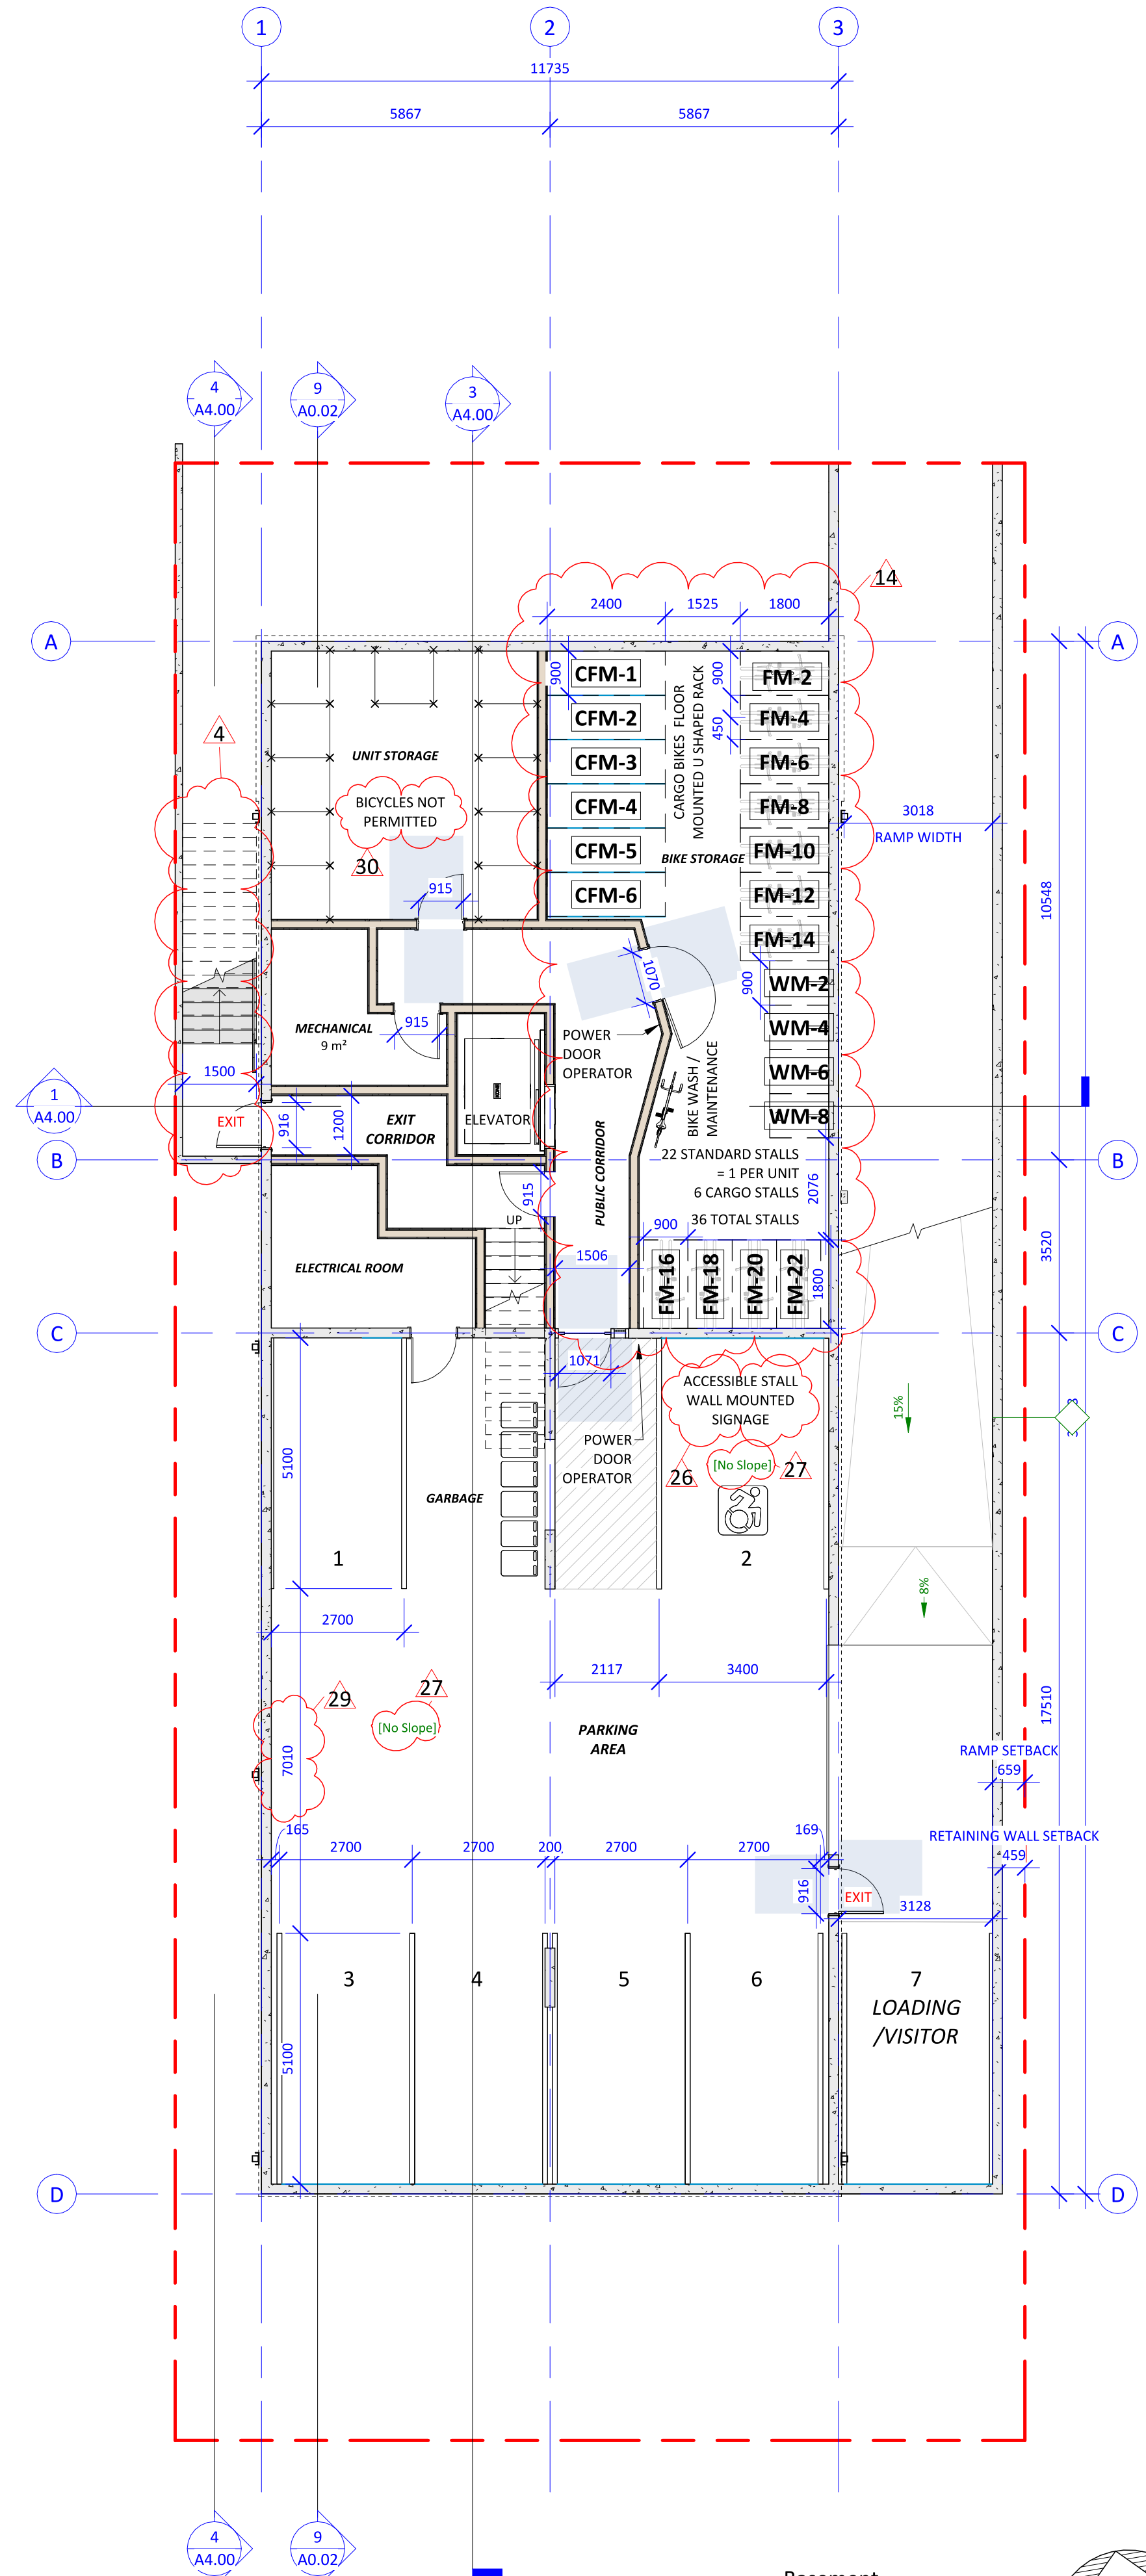 1
2
3
11735
5867
5867
4
A4.00
9
A0.02
3
A4.00
14
2400
1525
1800
A
A
900
CFM-1
CFM-2
CFM-3
CFM-4
CFM-5
CFM-6
CARGO BIKES FLOOR
MOUNTED U SHAPED RACK
900
450
FM-2
FM-4
FM-6
FM-8
FM-10
FM-12
FM-14
WM-2
WM-4
WM-6
WM-8
4
UNIT STORAGE
BICYCLES NOT
PERMITTED
30
BIKE STORAGE
3018
RAMP WIDTH
10548
915
1070
900
MECHANICAL
9 m²
915
POWER
DOOR
OPERATOR
BIKE WASH /
MAINTENANCE
1500
1
A4.00
EXIT
916
1200
EXIT
CORRIDOR
ELEVATOR
PUBLIC CORRIDOR
22 STANDARD STALLS
= 1 PER UNIT
6 CARGO STALLS
36 TOTAL STALLS
2076
B
B
915
UP
900
3520
ELECTRICAL ROOM
1506
FM-16
FM-18
FM-20
FM-22
1800
C
C
1071
ACCESSIBLE STALL
WALL MOUNTED
SIGNAGE
15%
POWER
DOOR
OPERATOR
26
[No Slope]
27
5100
GARBAGE
1
2
8%
2700
2117
3400
29
27
[No Slope]
7010
PARKING
AREA
17510
RAMP SETBACK
659
165
2700
2700
200
2700
2700
169
RETAINING WALL SETBACK
459
916
EXIT
3128
3
4
5
6
7
LOADING
/VISITOR
5100
D
D
4
A4.00
9
A0.02